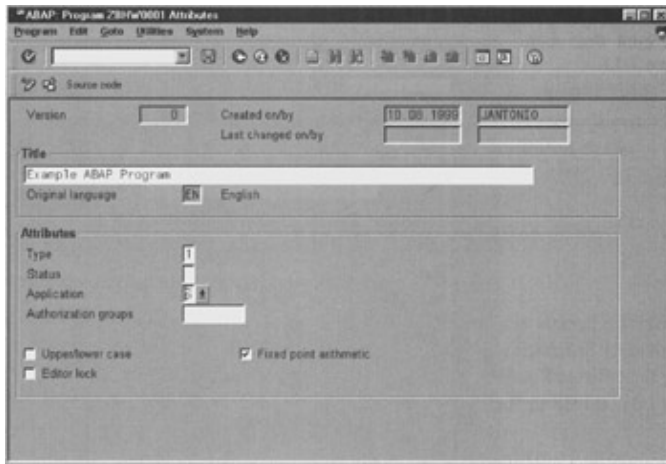 ABAP: Program ZBHW0001 Attributes
Program Edit Goto Utilities System Help
Source code
Version 0 Created on/by 10.08.1999 JANTONIO
Last changed on/by
Title
Example ABAP Program
Original language EN English
Attributes
Type 1
Status
Application
Authorization groups
Upper/lower case Fixed point arithmetic
Editor lock